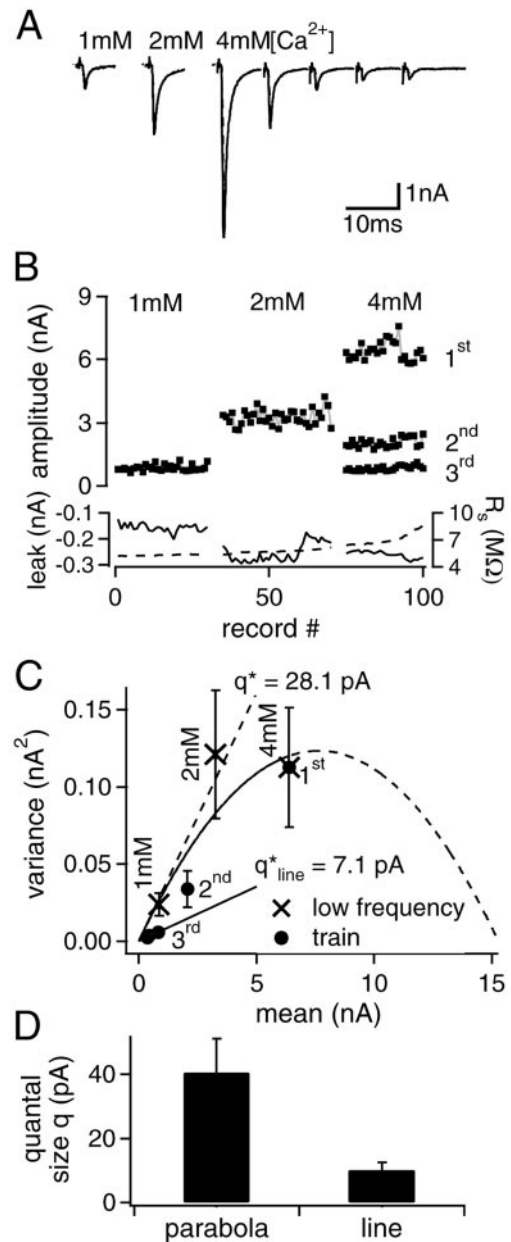 A
1mM 2mM 4mM[Ca²⁺]
1nA
10ms
B
9
6
3
0
amplitude (nA)
1mM 2mM 4mM
1ˢᵗ
2ⁿᵈ
3ʳᵈ
-0.1
-0.2
-0.3
leak (nA)
10
7
4
Rₛ (MΩ)
0 50 100
record #
C
0.15
0.10
0.05
0.00
variance (nA²)
q* = 28.1 pA
1mM
2mM
4mM
1ˢᵗ
2ⁿᵈ
3ʳᵈ
q*line = 7.1 pA
low frequency
train
0 5 10 15
mean (nA)
D
40
20
0
quantal
size q (pA)
parabola line